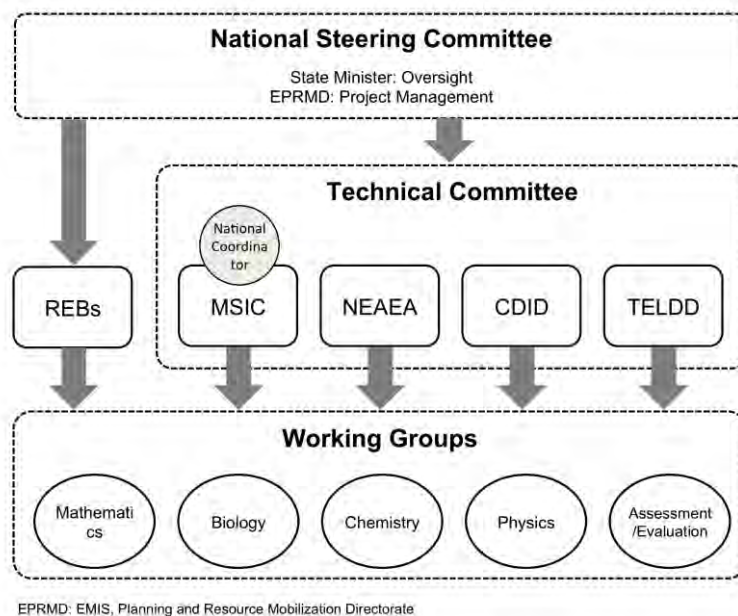 National Steering Committee
State Minister: Oversight
EPRMD: Project Management
Technical Committee
National
Coordina
tor
REBs
MSIC
NEAEA
CDID
TELDD
Working Groups
Mathemati
cs
Biology
Chemistry
Physics
Assessment
/Evaluation
EPRMD: EMIS, Planning and Resource Mobilization Directorate